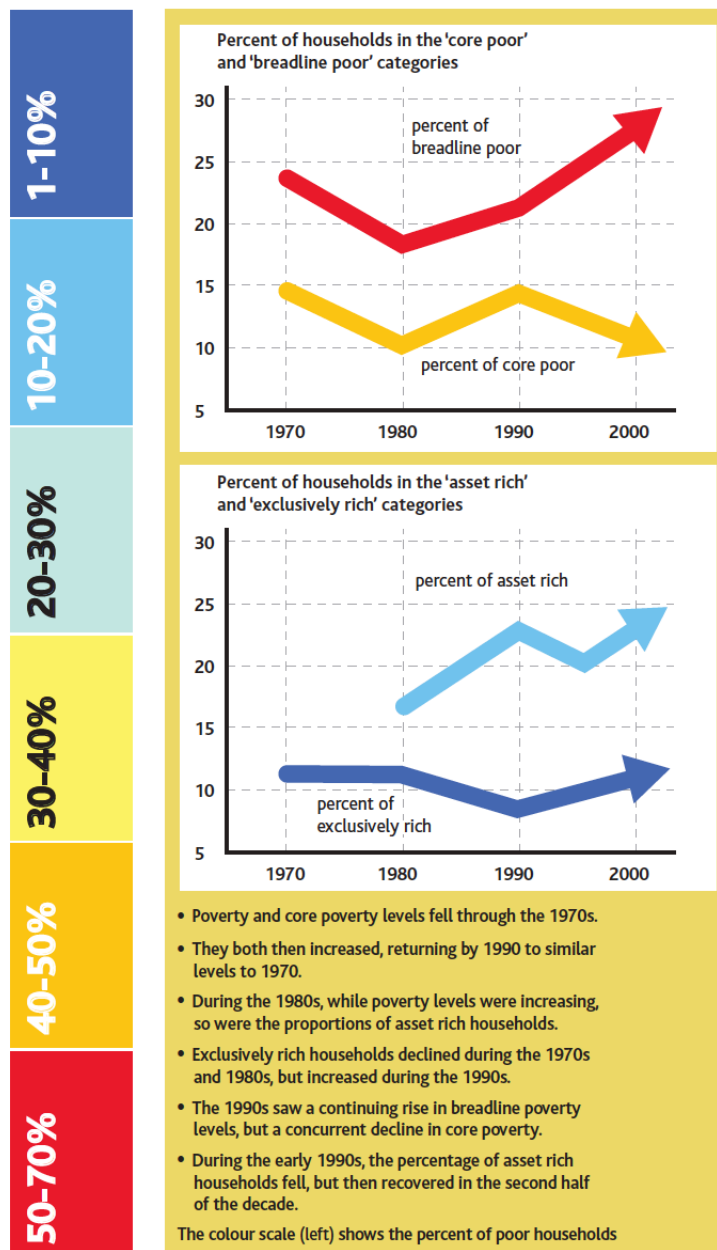 1-10%
10-20%
20-30%
30-40%
40-50%
50-70%
Percent of households in the 'core poor'
and 'breadline poor' categories
30
25
20
15
10
5
percent of
breadline poor
percent of core poor
1970 1980 1990 2000
Percent of households in the 'asset rich'
and 'exclusively rich' categories
30
25
20
15
10
5
percent of asset rich
percent of
exclusively rich
1970 1980 1990 2000
• Poverty and core poverty levels fell through the 1970s.
• They both then increased, returning by 1990 to similar
levels to 1970.
• During the 1980s, while poverty levels were increasing,
so were the proportions of asset rich households.
• Exclusively rich households declined during the 1970s
and 1980s, but increased during the 1990s.
• The 1990s saw a continuing rise in breadline poverty
levels, but a concurrent decline in core poverty.
• During the early 1990s, the percentage of asset rich
households fell, but then recovered in the second half
of the decade.
The colour scale (left) shows the percent of poor households